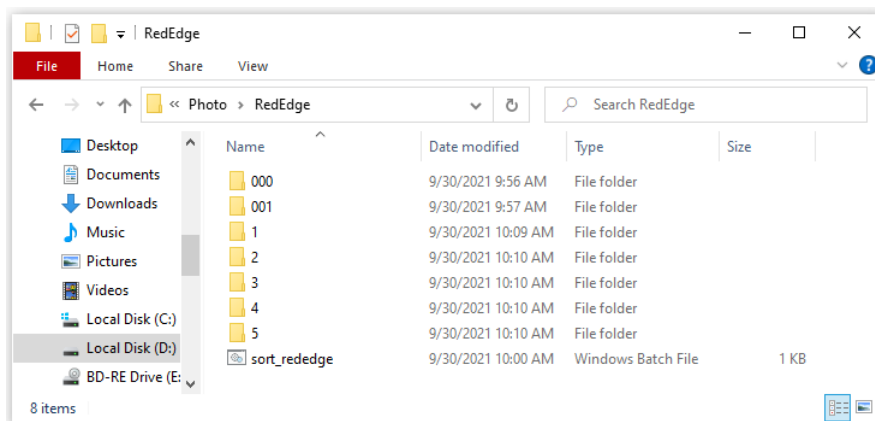 RedEdge
File Home Share View
« Photo › RedEdge Search RedEdge
Desktop
Documents
Downloads
Music
Pictures
Videos
Local Disk (C:)
Local Disk (D:)
BD-RE Drive (E:
Name Date modified Type Size
000 9/30/2021 9:56 AM File folder
001 9/30/2021 9:57 AM File folder
1 9/30/2021 10:09 AM File folder
2 9/30/2021 10:10 AM File folder
3 9/30/2021 10:10 AM File folder
4 9/30/2021 10:10 AM File folder
5 9/30/2021 10:10 AM File folder
sort_rededge 9/30/2021 10:00 AM Windows Batch File 1 KB
8 items